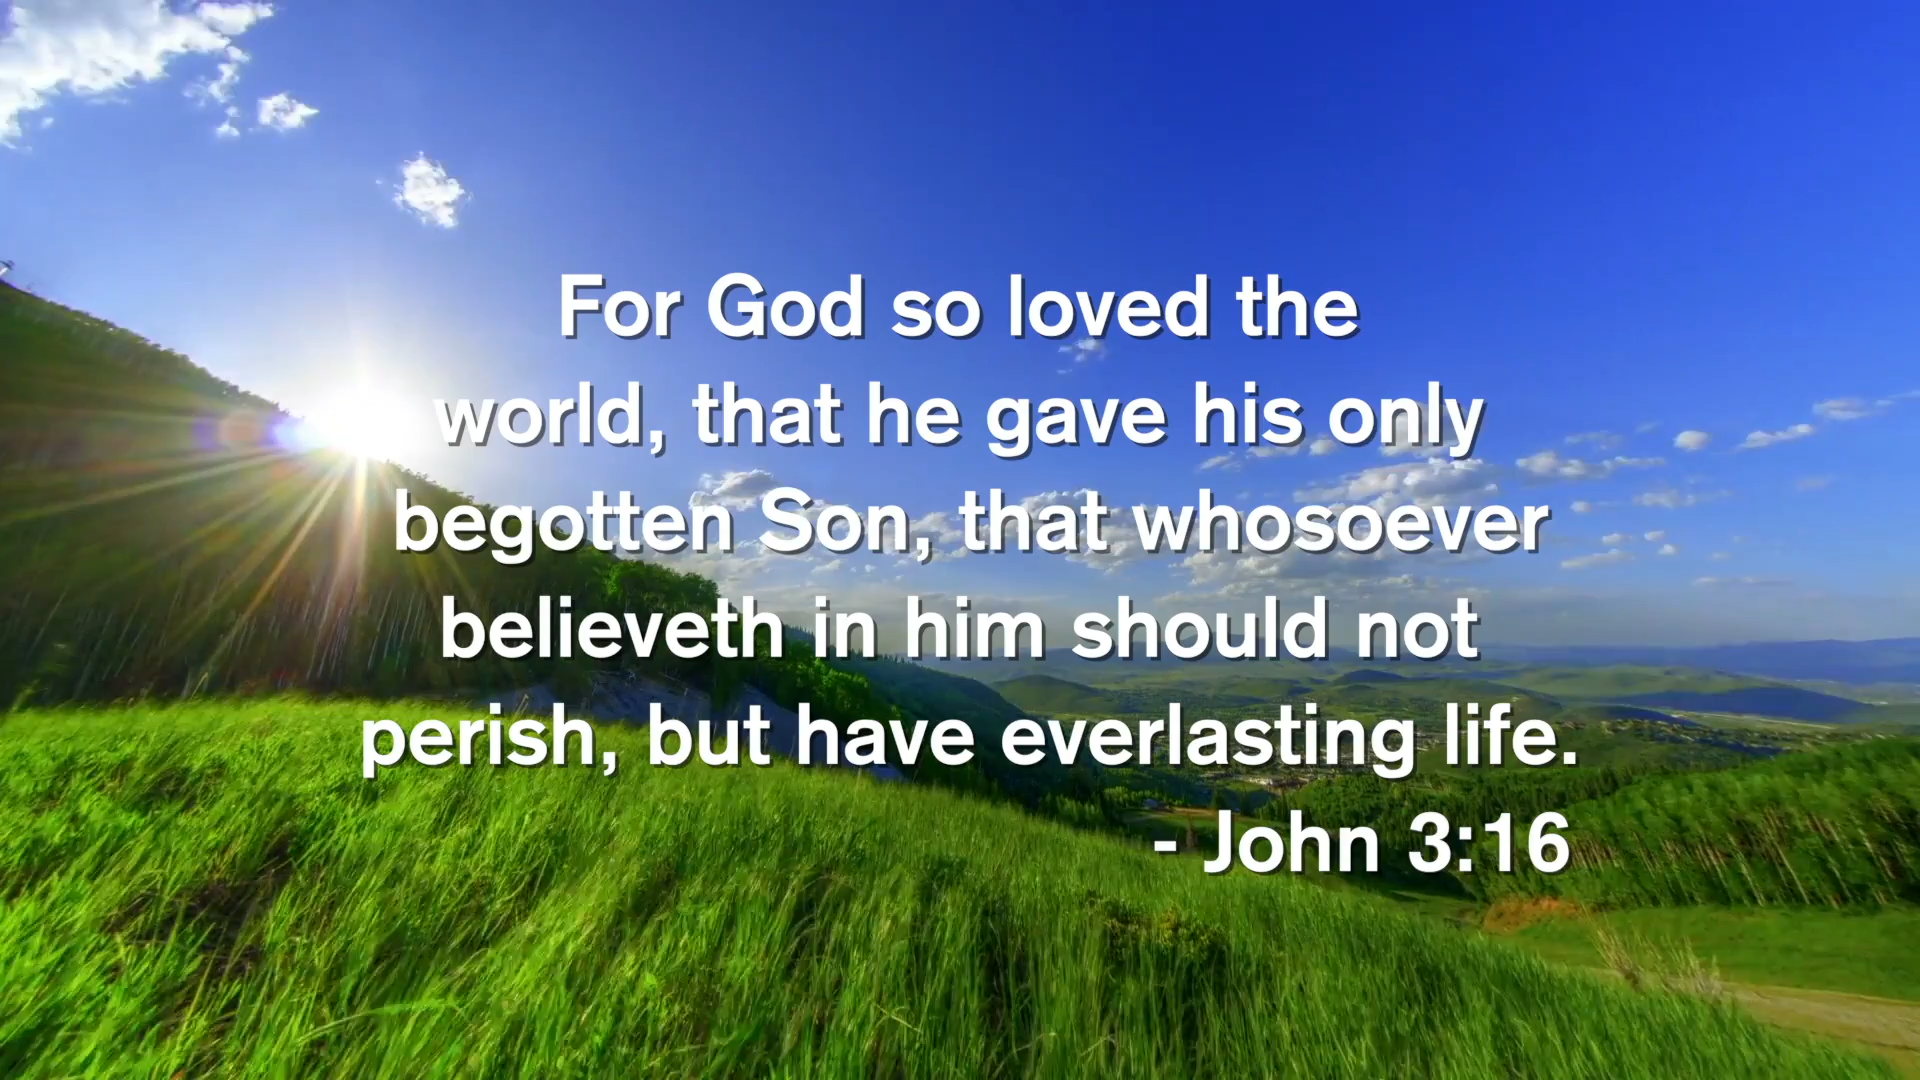 For God so loved the
world, that he gave his only
begotten Son, that whosoever
believeth in him should not
perish, but have everlasting life.
- John 3:16